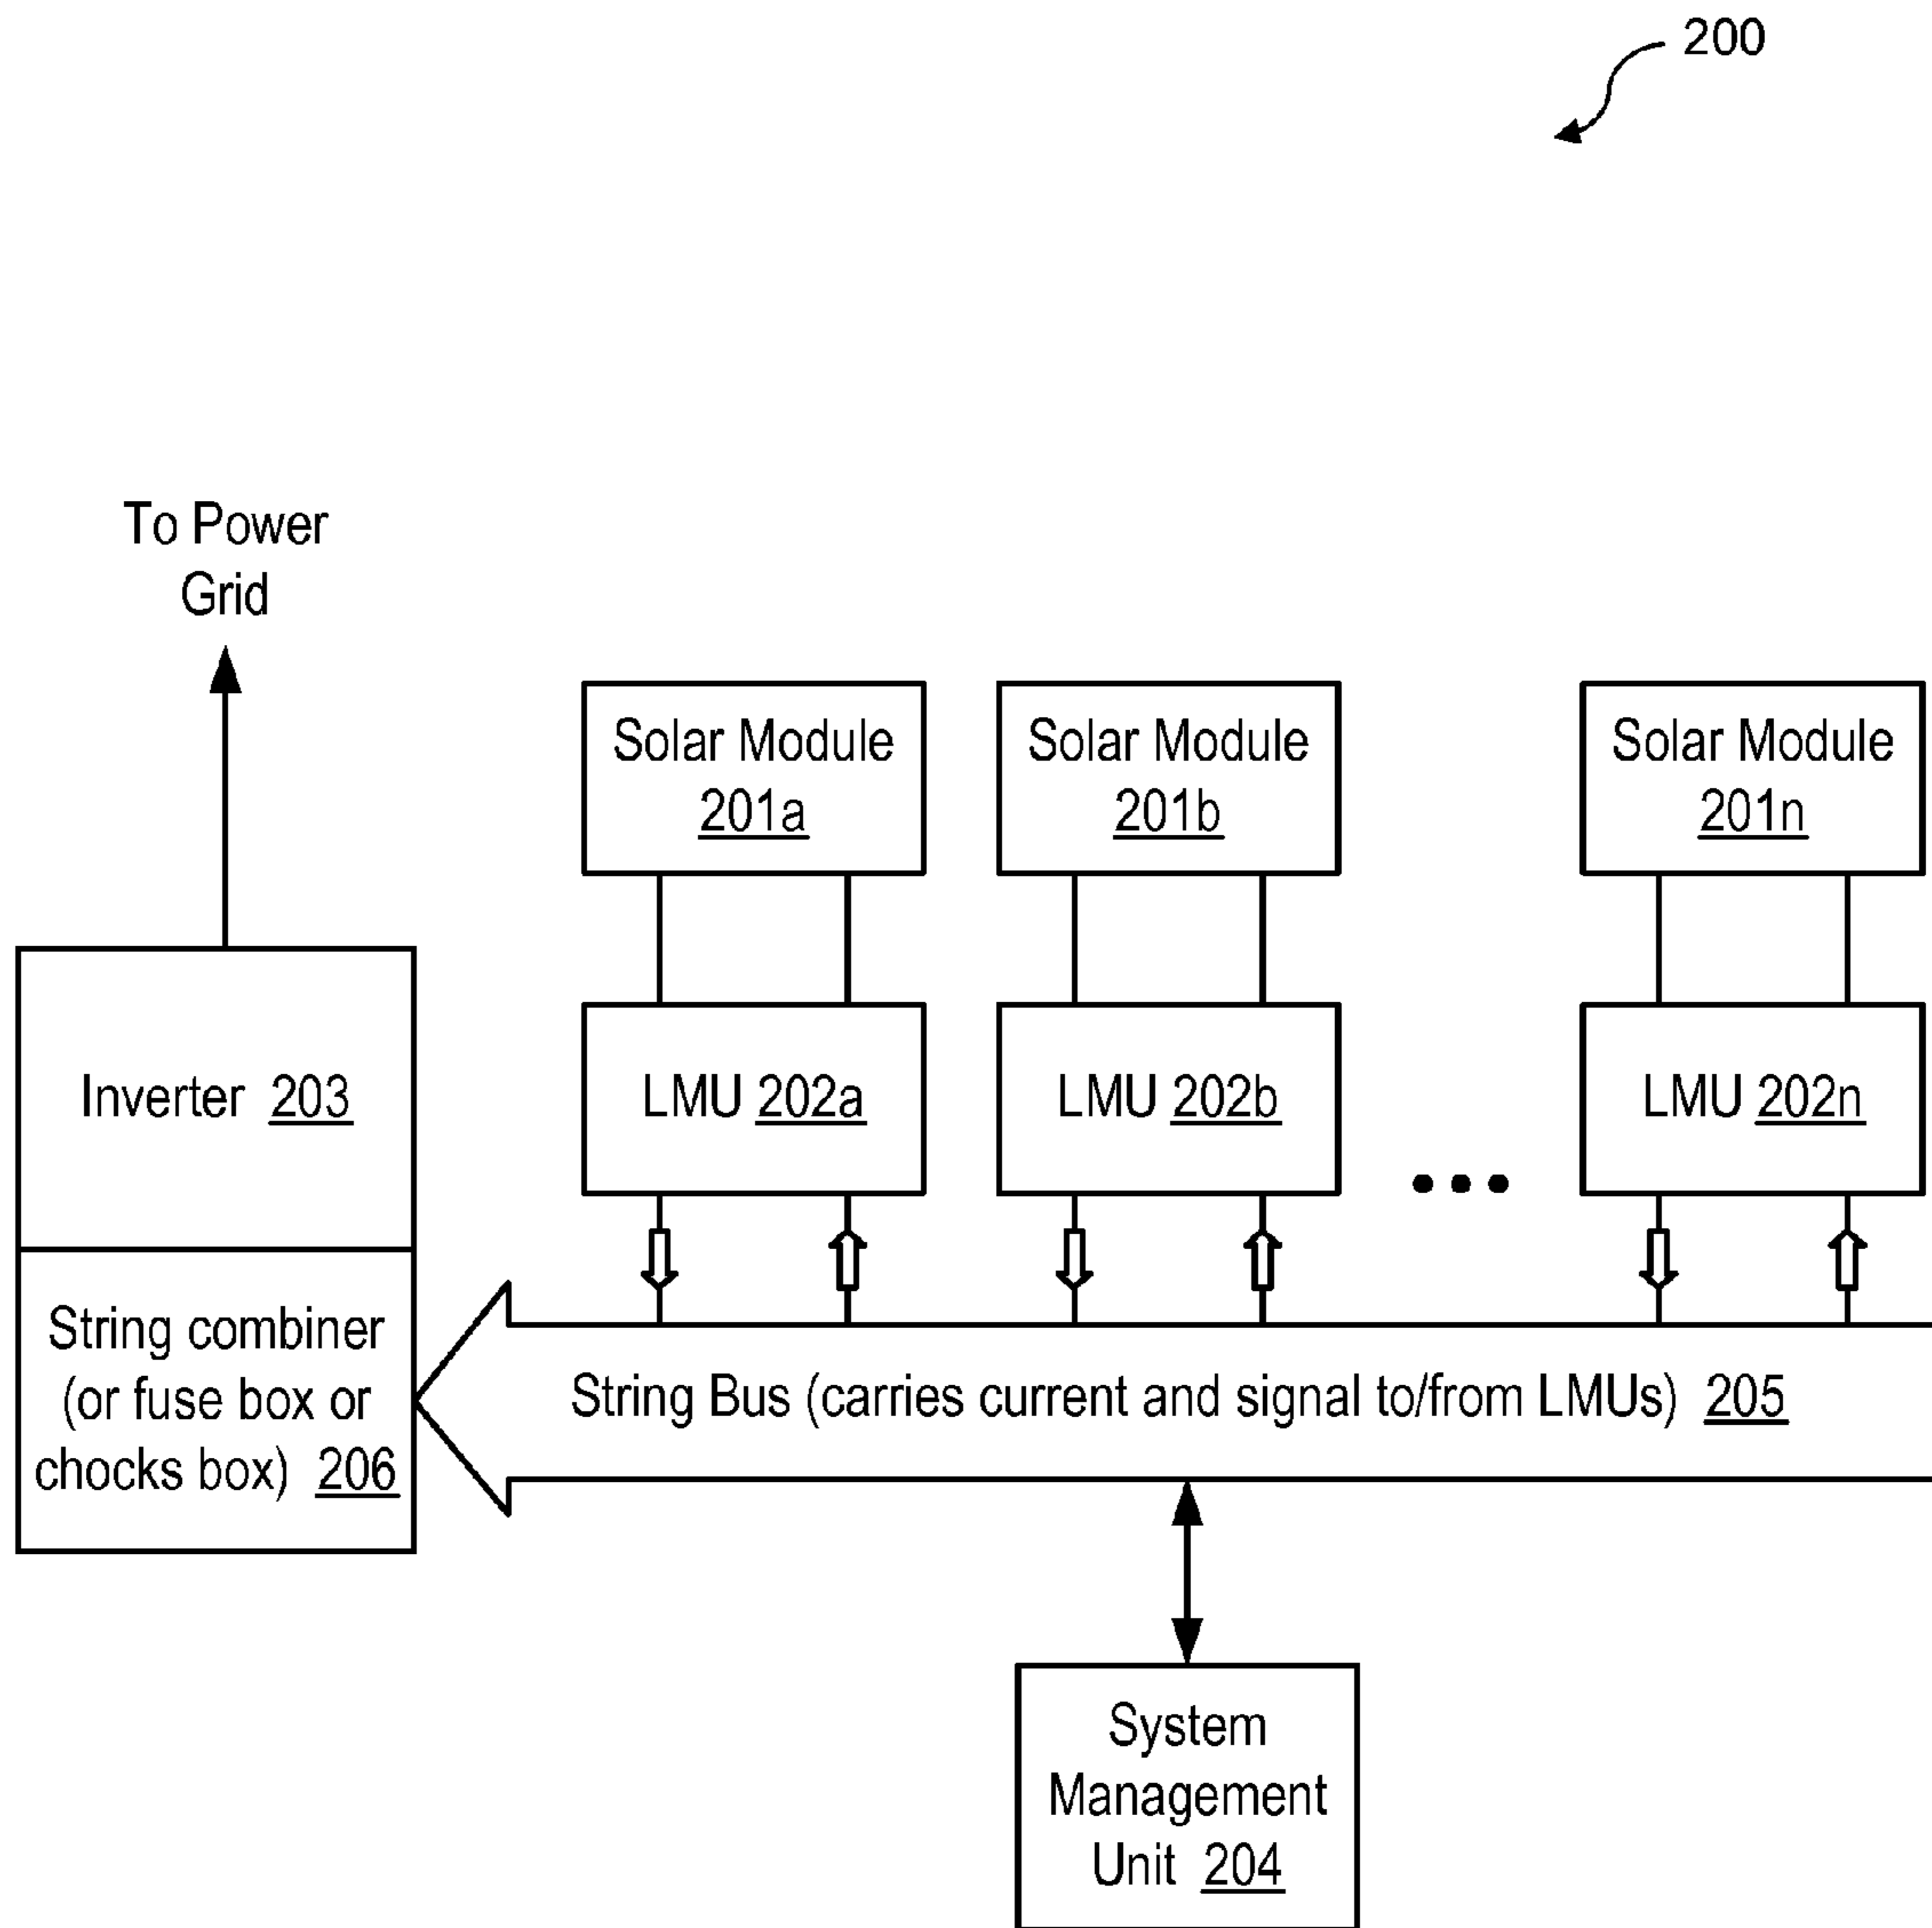 200
To Power
Grid
Solar Module
201a
Solar Module
201b
Solar Module
201n
Inverter 203
LMU 202a
LMU 202b
LMU 202n
String combiner
(or fuse box or
chocks box) 206
String Bus (carries current and signal to/from LMUs) 205
System
Management
Unit 204